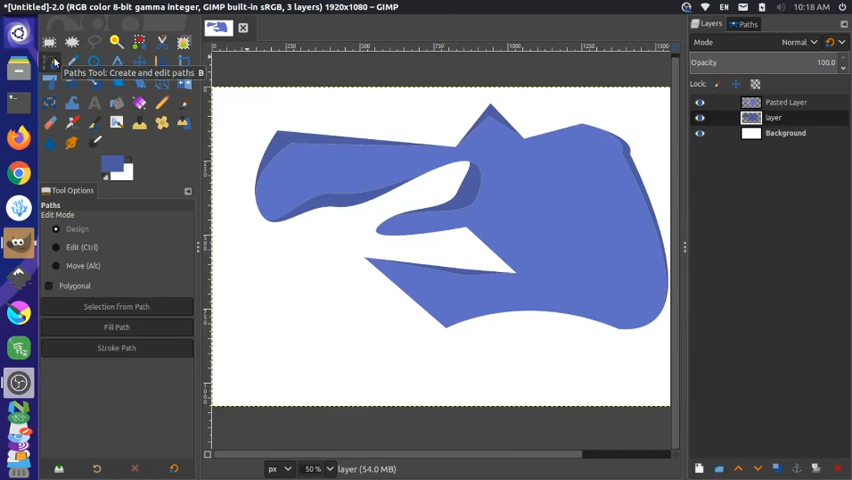 *[Untitled]-2.0 (RGB color 8-bit gamma integer, GIMP built-in sRGB, 3 layers) 1920x1080 – GIMP
EN
10:18 AM
Paths Tool: Create and edit paths B
Tool Options
Paths
Edit Mode
Design
Edit (Ctrl)
Move (Alt)
Polygonal
Selection from Path
Fill Path
Stroke Path
250
500
750
1000
1250
1500
px
50 %
layer (54.0 MB)
Layers
Paths
Mode
Normal
Opacity
100.0
Lock:
Pasted Layer
layer
Background